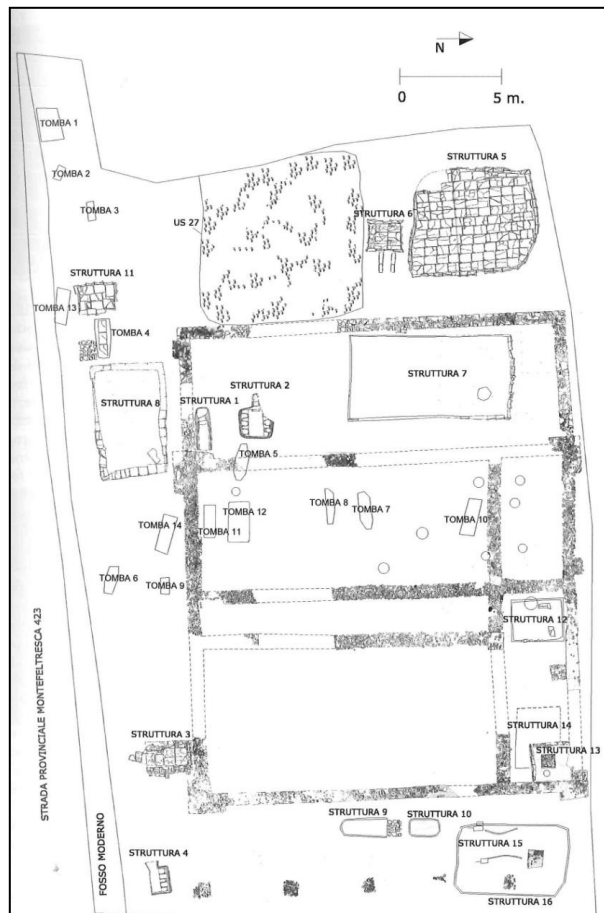 N
0 5 m.
TOMBA 1
STRUTTURA 5
TOMBA 2
TOMBA 3
STRUTTURA 6
US 27
STRUTTURA 11
TOMBA 13
TOMBA 4
STRUTTURA 8
STRUTTURA 2
STRUTTURA 7
STRUTTURA 1
TOMBA 5
TOMBA 8
TOMBA 7
TOMBA 12
TOMBA 10
TOMBA 14
TOMBA 11
TOMBA 6
TOMBA 9
STRUTTURA 12
STRADA PROVINCIALE MONTEFELTRESCA 423
STRUTTURA 14
STRUTTURA 3
STRUTTURA 13
FOSSO MODERNO
STRUTTURA 9
STRUTTURA 10
STRUTTURA 15
STRUTTURA 4
STRUTTURA 16